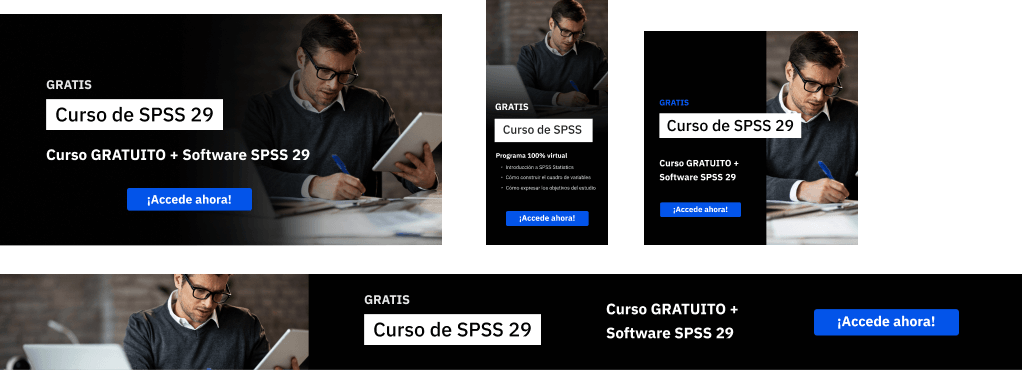 GRATIS
Curso de SPSS 29
Curso GRATUITO + Software SPSS 29
¡Accede ahora!
GRATIS
Curso de SPSS
Programa 100% virtual
• Introducción a SPSS Statistics
• Cómo construir el cuadro de variables
• Cómo expresar los objetivos del estudio
¡Accede ahora!
GRATIS
Curso de SPSS 29
Curso GRATUITO +
Software SPSS 29
¡Accede ahora!
GRATIS
Curso de SPSS 29
Curso GRATUITO +
Software SPSS 29
¡Accede ahora!